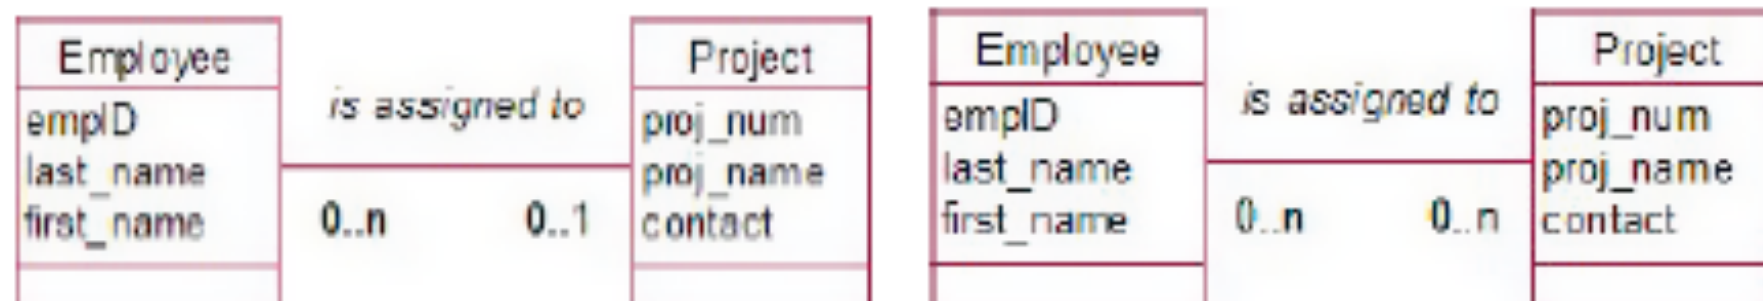 Employee
empID
last_name
first_name
is assigned to
0..n 0..1
Project
proj_num
proj_name
contact
Employee
empID
last_name
first_name
is assigned to
0..n 0..n
Project
proj_num
proj_name
contact